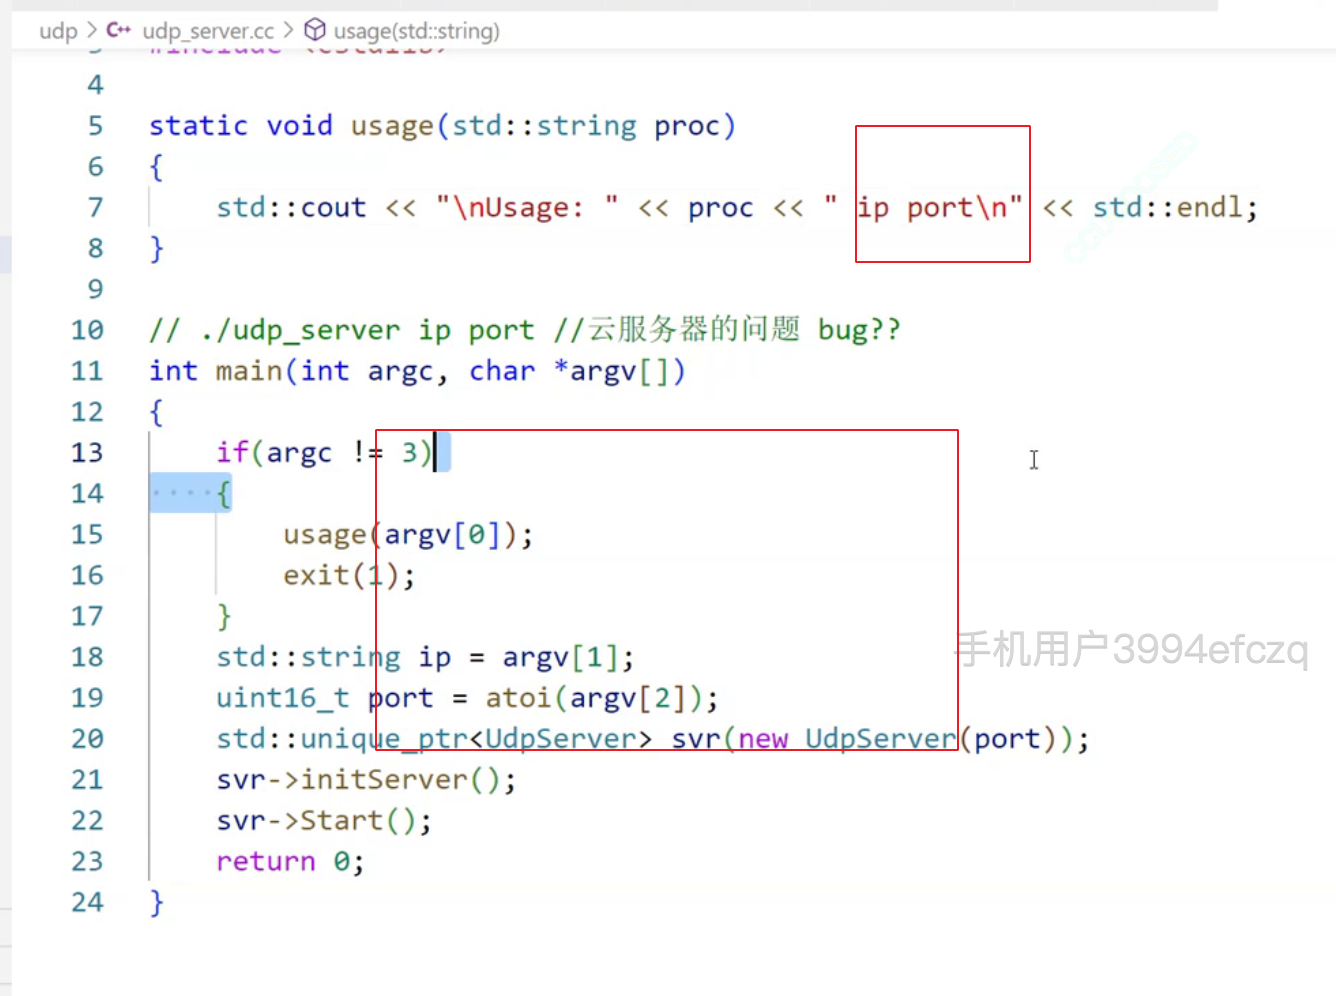 udp > C++ udp_server.cc > usage(std::string)
3 #include <cstdlib>
4
5 static void usage(std::string proc)
6 {
7 std::cout << "\nUsage: " << proc << " ip port\n" << std::endl;
8 }
9
10 // ./udp_server ip port //云服务器的问题 bug??
11 int main(int argc, char *argv[])
12 {
13 if(argc != 3)
14 {
15 usage(argv[0]);
16 exit(1);
17 }
18 std::string ip = argv[1];
手机用户3994efczq
19 uint16_t port = atoi(argv[2]);
20 std::unique_ptr<UdpServer> svr(new UdpServer(port));
21 svr->initServer();
22 svr->Start();
23 return 0;
24 }